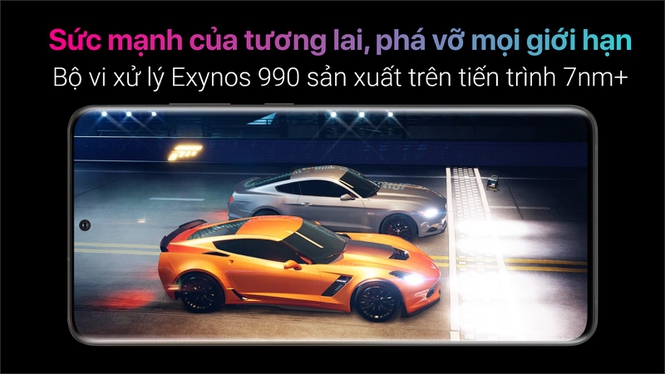 Sức mạnh của tương lai, phá vỡ mọi giới hạn
Bộ vi xử lý Exynos 990 sản xuất trên tiến trình 7nm+